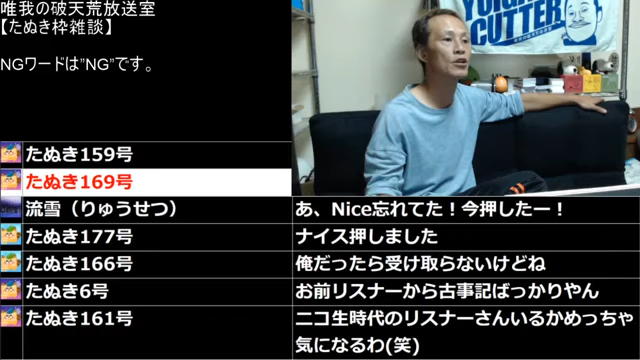 唯我の破天荒放送室
【たぬき枠雑談】
NGワードは”NG”です。
YUIGA
CUTTER
たぬき159号
たぬき169号
流雪（りゅうせつ） あ、Nice忘れてた！今押したー！
たぬき177号 ナイス押しました
たぬき166号 俺だったら受け取らないけどね
たぬき6号 お前リスナーから古事記ばっかりやん
たぬき161号 ニコ生時代のリスナーさんいるかめっちゃ
気になるわ(笑)